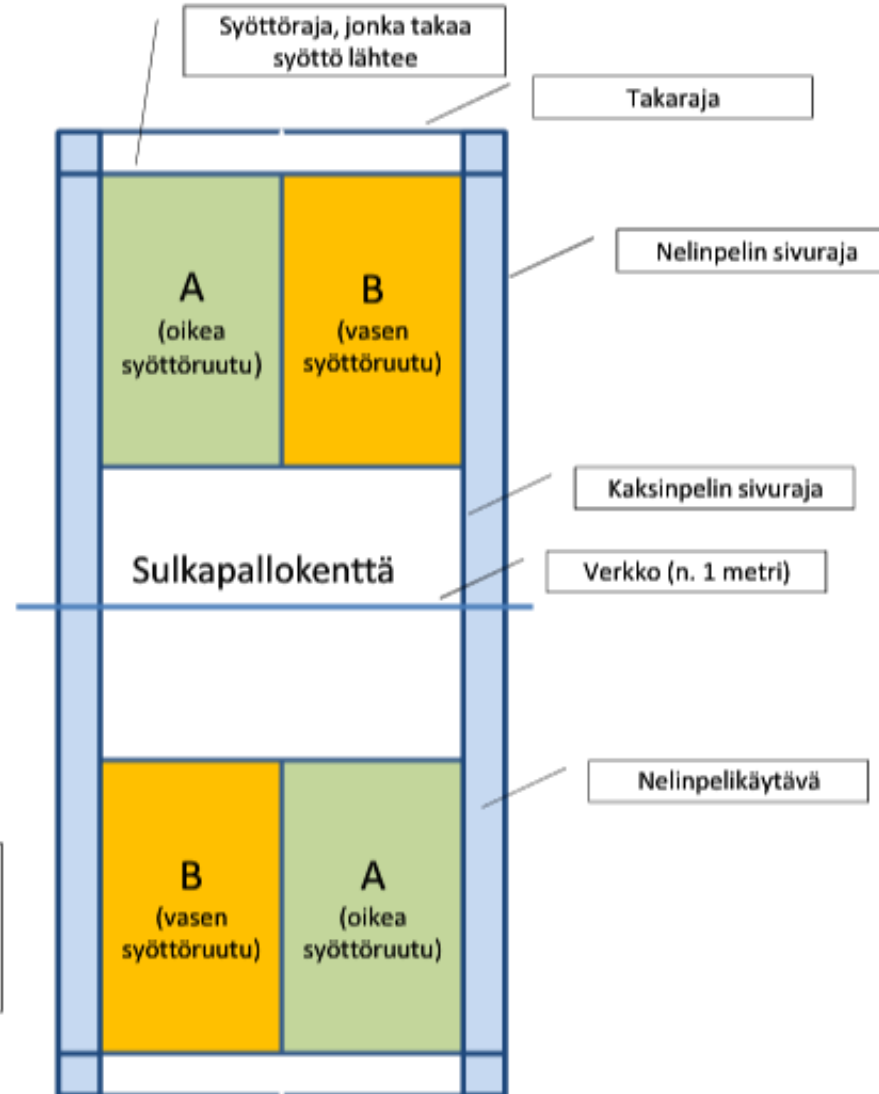 Syöttöraja, jonka takaa
syöttö lähtee
Takaraja
Nelinpelin sivuraja
A
(oikea
syöttöruutu)
B
(vasen
syöttöruutu)
Kaksinpelin sivuraja
Sulkapallokenttä
Verkko (n. 1 metri)
Nelinpelikäytävä
B
(vasen
syöttöruutu)
A
(oikea
syöttöruutu)